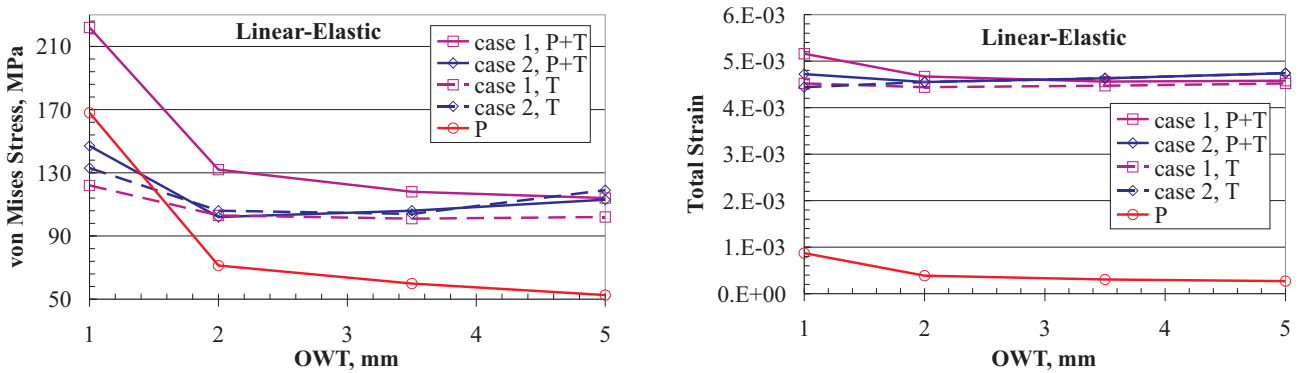 Linear-Elastic
von Mises Stress, MPa
210
170
130
90
50
1
2
3
4
5
OWT, mm
case 1, P+T
case 2, P+T
case 1, T
case 2, T
P
Linear-Elastic
Total Strain
6.E-03
5.E-03
4.E-03
3.E-03
2.E-03
1.E-03
0.E+00
1
2
3
4
5
OWT, mm
case 1, P+T
case 2, P+T
case 1, T
case 2, T
P